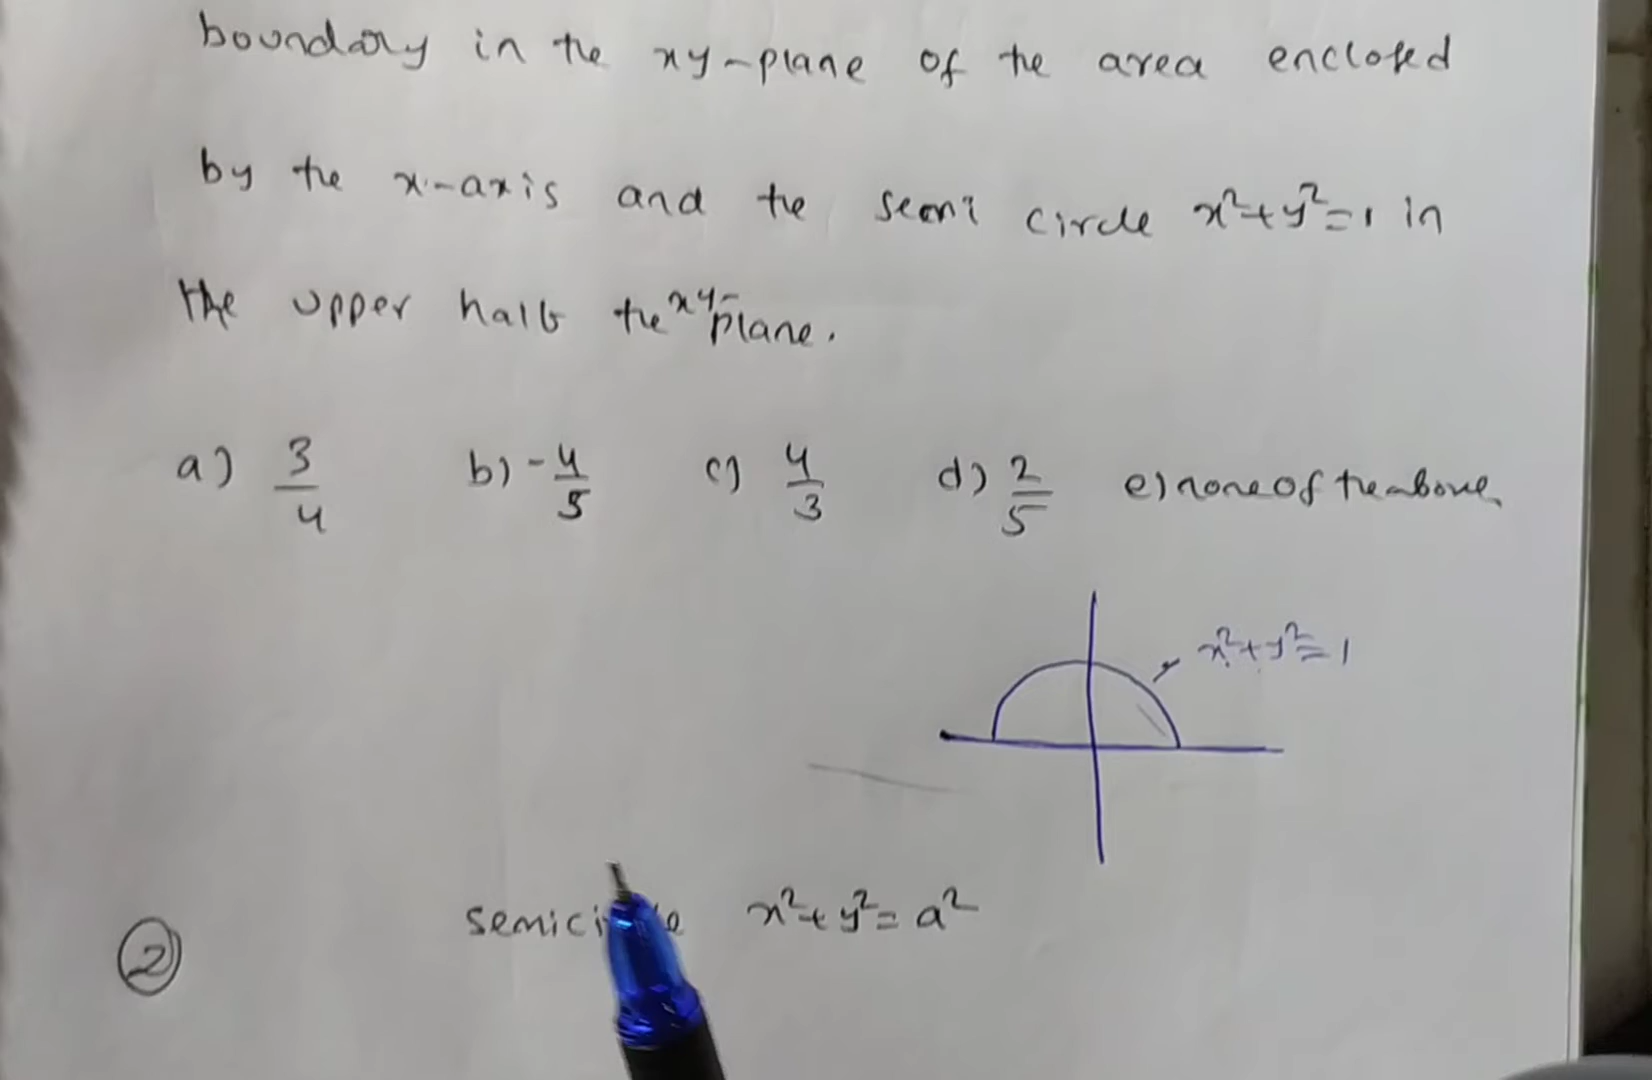 boundary in the xy-plane of the area enclosed
by the x-axis and the semi circle x²+y²=1 in
the upper half the xy-plane.
a) 3/4 b) -4/5 c) 4/3 d) 2/5 e) none of the above.
x²+y²=1
x²+y²=a²
2